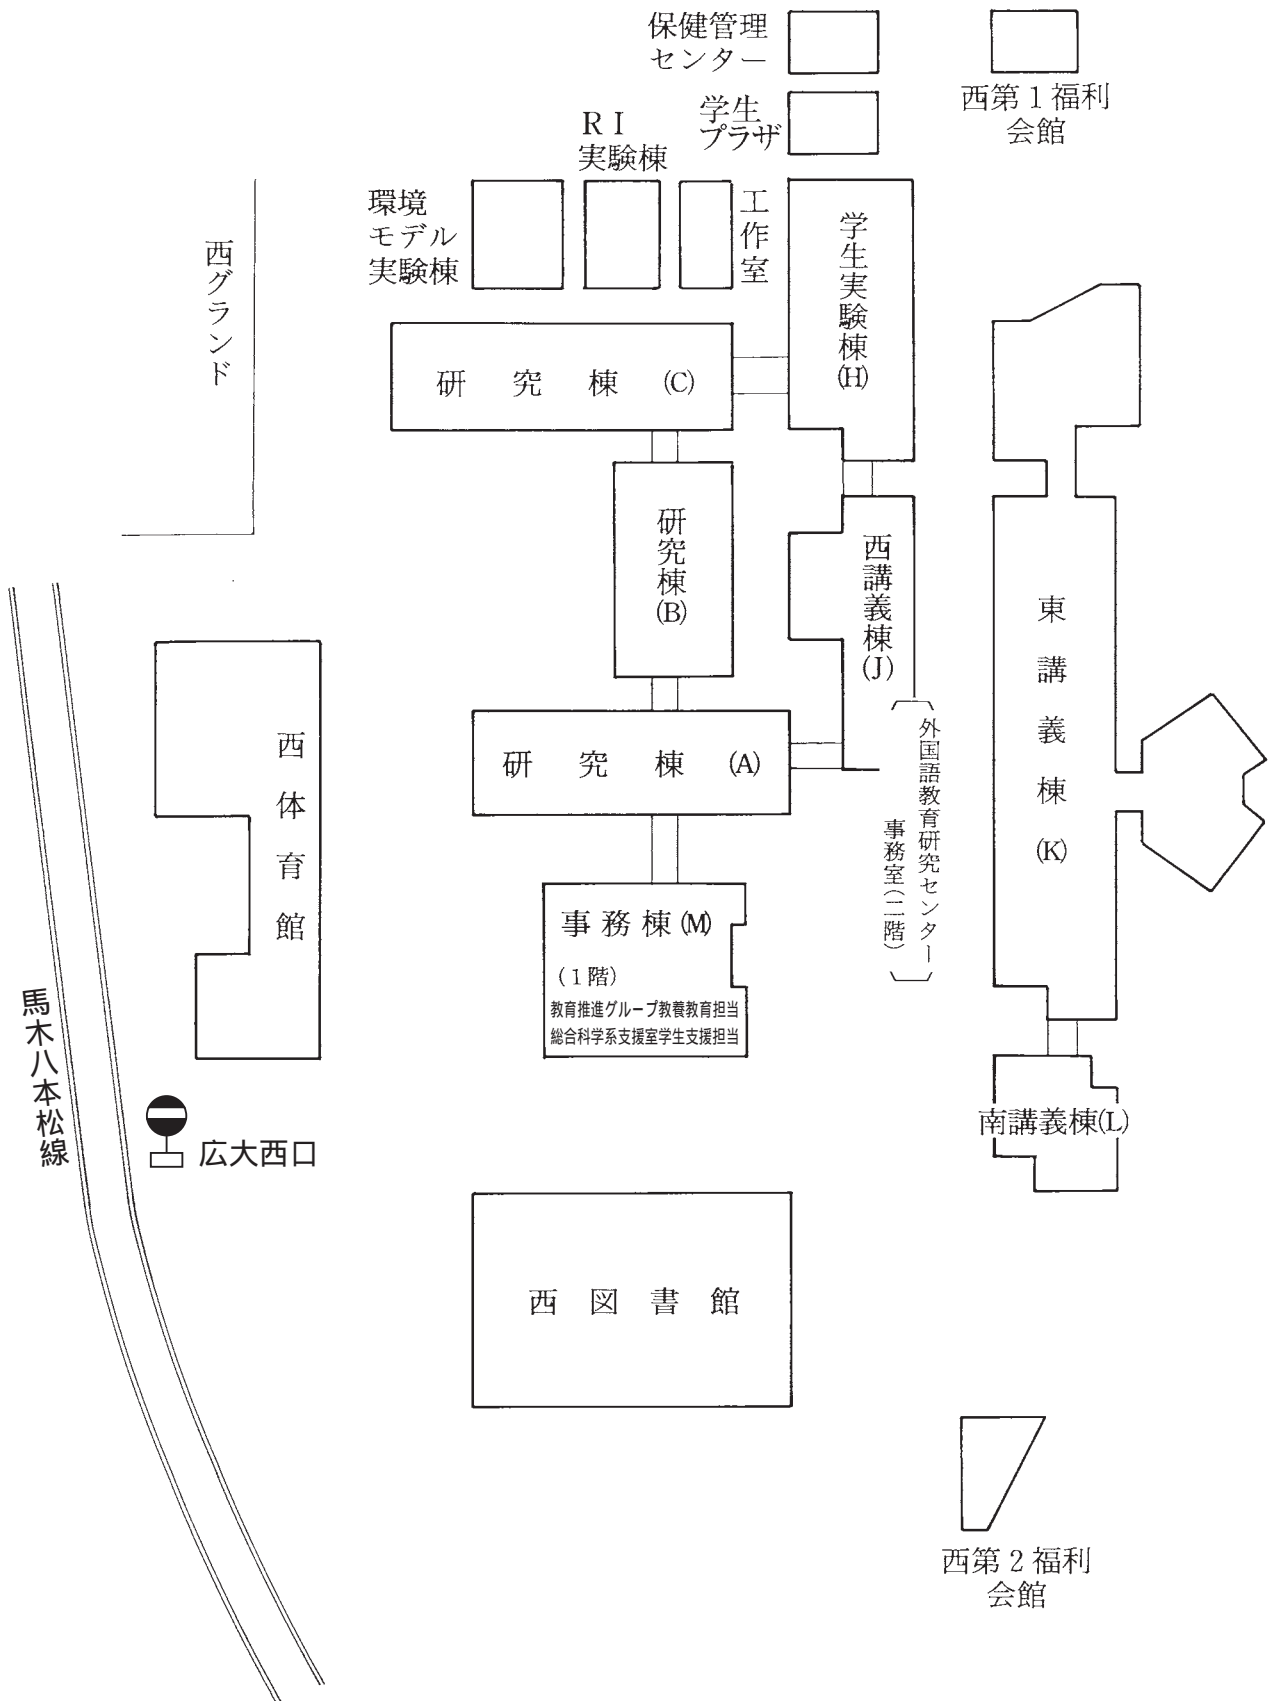 保健管理
センター
西第1福利
会館
学生
プラザ
RI
実験棟
環境
モデル
実験棟
工作室
西グランド
学生実験棟(H)
研究棟(C)
研究棟(B)
西講義棟(J)
東講義棟(K)
西体育館
研究棟(A)
外国語教育研究センター
事務室(二階)
事務棟(M)
(1階)
教育推進グループ教養教育担当
総合科学系支援室学生支援担当
馬木八本松線
広大西口
南講義棟(L)
西図書館
西第2福利
会館